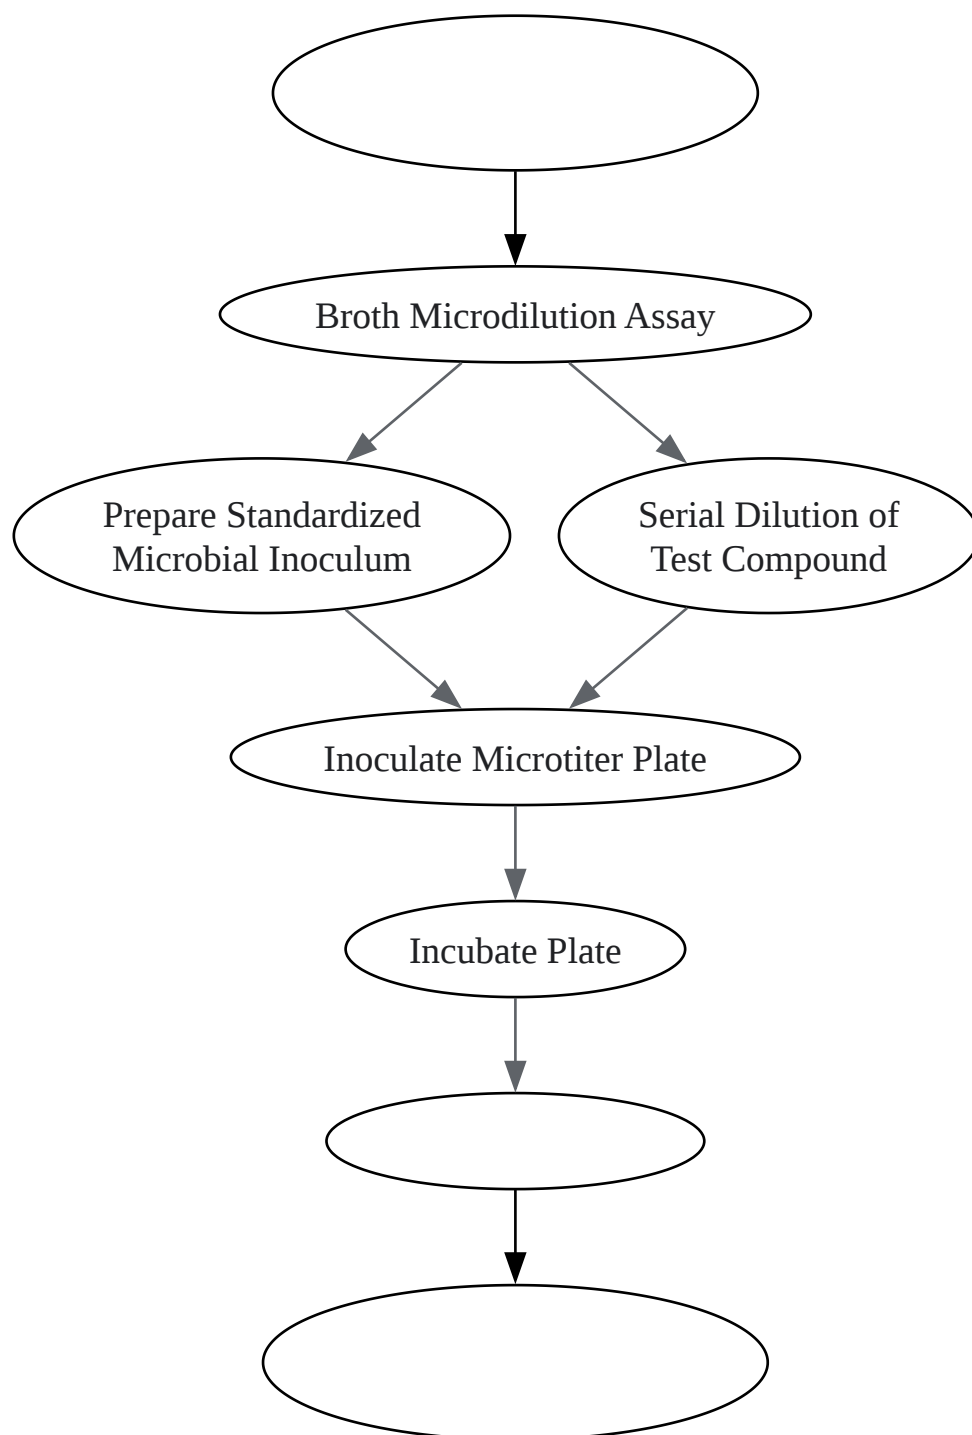 Broth Microdilution Assay
Prepare Standardized
Microbial Inoculum
Serial Dilution of
Test Compound
Inoculate Microtiter Plate
Incubate Plate